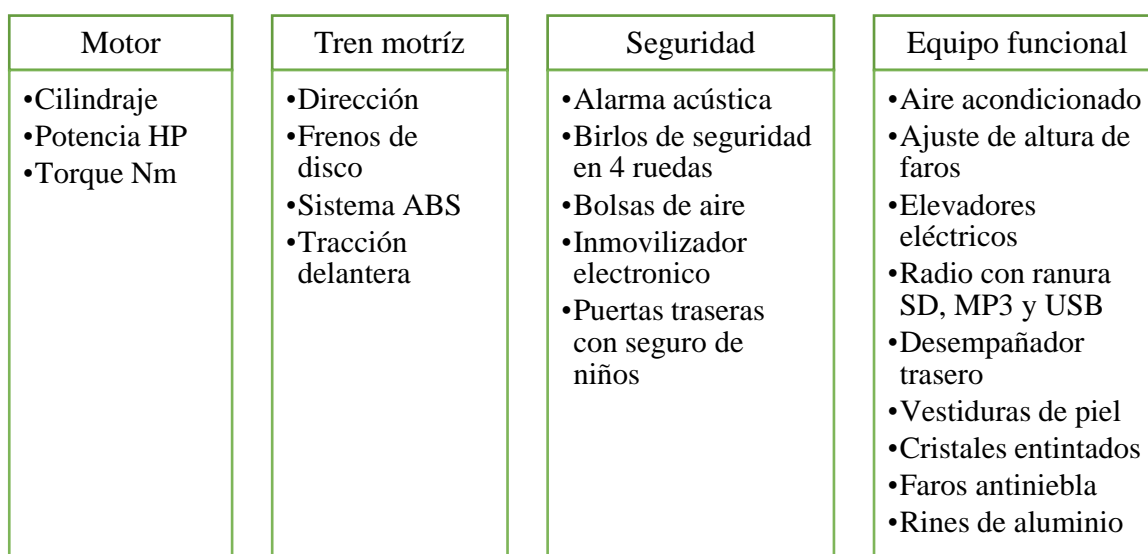 Motor
•Cilindraje
•Potencia HP
•Torque Nm
Tren motríz
•Dirección
•Frenos de
disco
•Sistema ABS
•Tracción
delantera
Seguridad
•Alarma acústica
•Birlos de seguridad
en 4 ruedas
•Bolsas de aire
•Inmovilizador
electronico
•Puertas traseras
con seguro de
niños
Equipo funcional
•Aire acondicionado
•Ajuste de altura de
faros
•Elevadores
eléctricos
•Radio con ranura
SD, MP3 y USB
•Desempañador
trasero
•Vestiduras de piel
•Cristales entintados
•Faros antiniebla
•Rines de aluminio